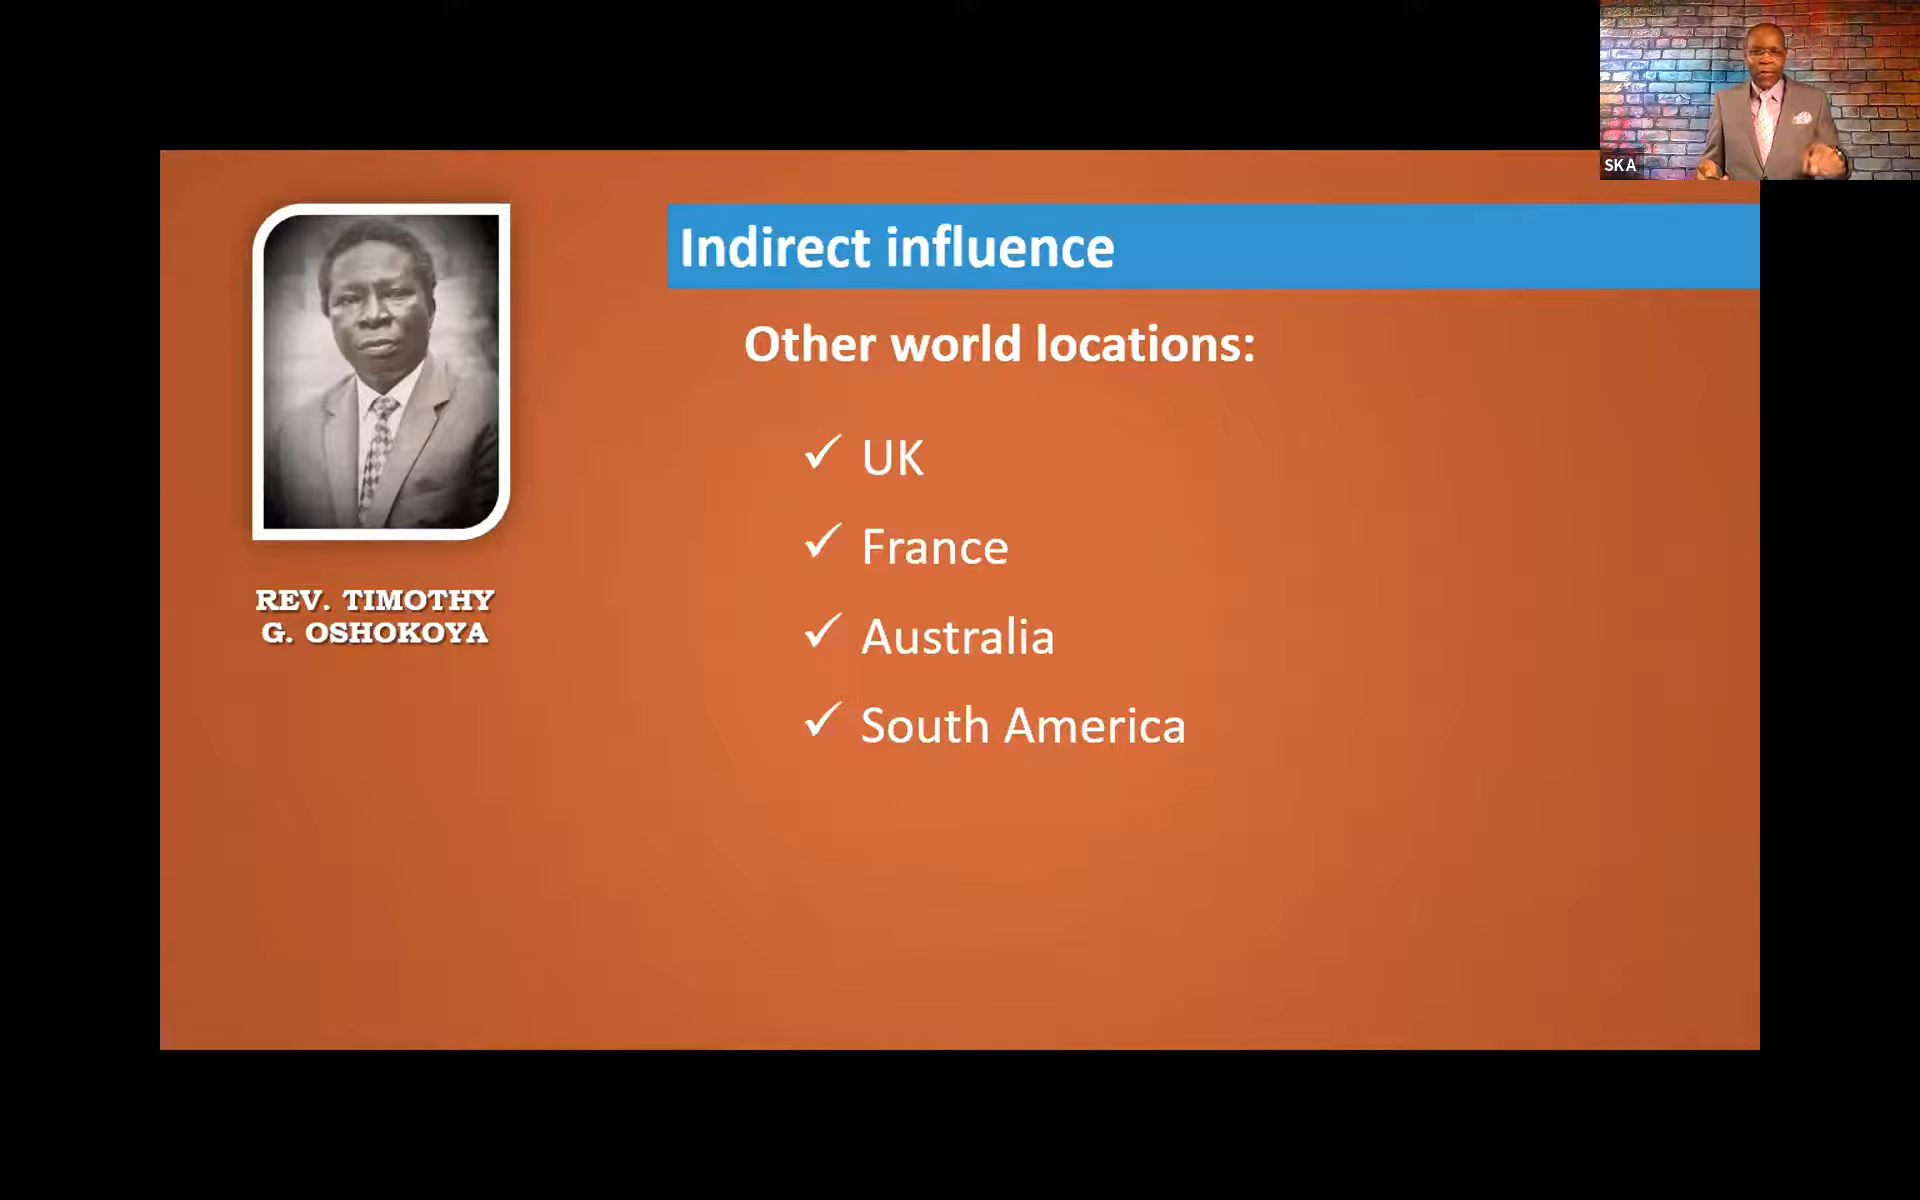 SKA
Indirect influence
Other world locations:
✓ UK
✓ France
✓ Australia
✓ South America
REV. TIMOTHY
G. OSHOKOYA